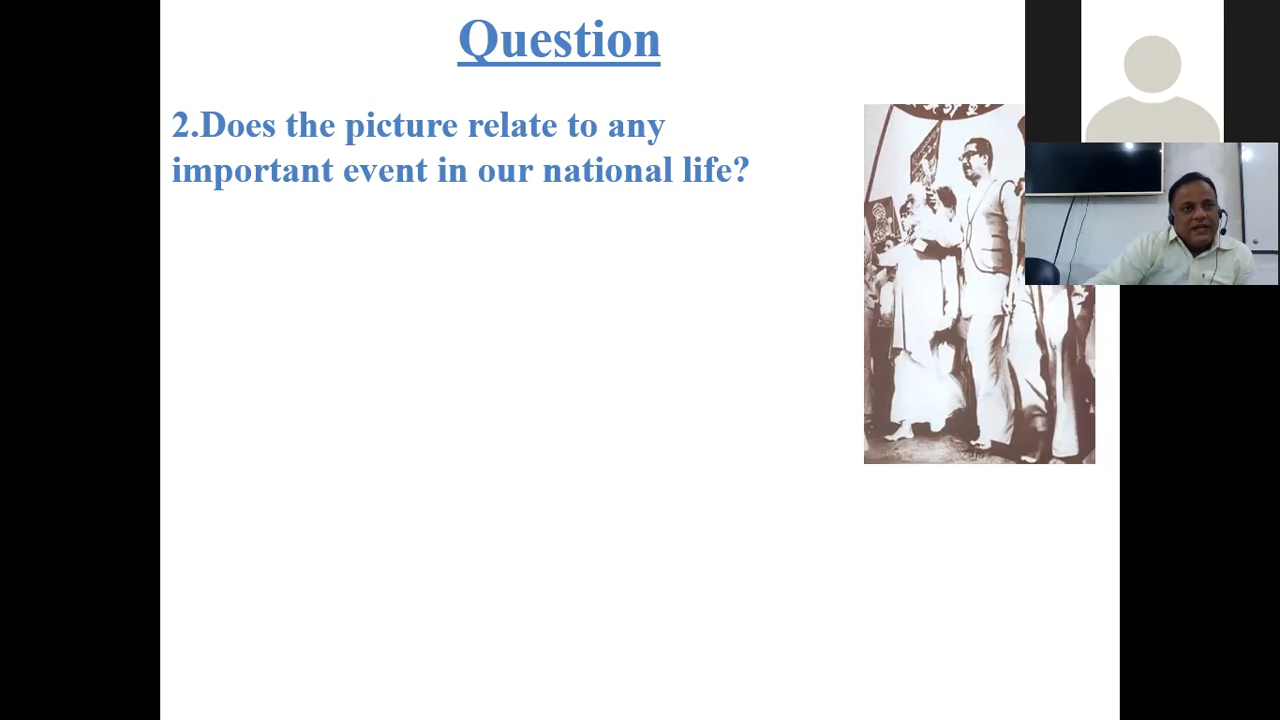 Question
2.Does the picture relate to any
important event in our national life?